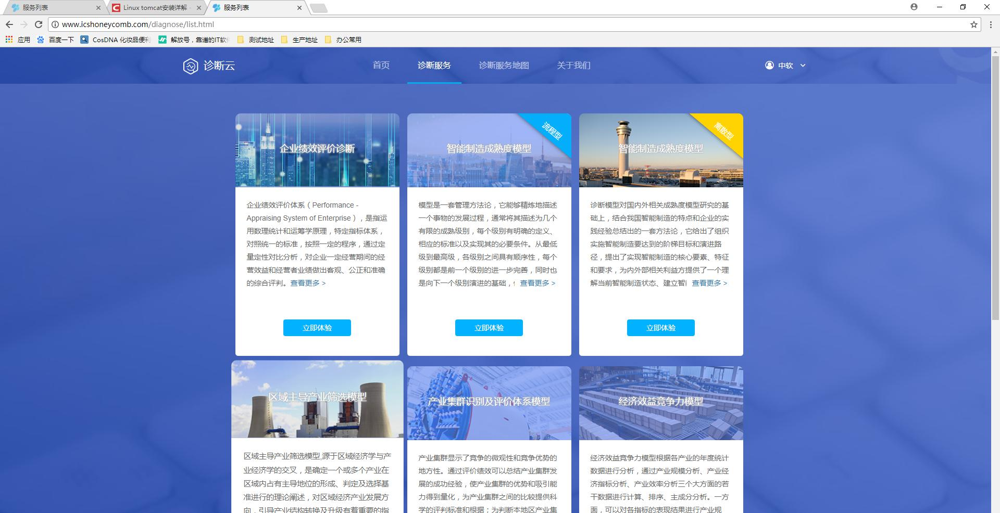 服务列表
Linux tomcat安装详解 -
服务列表
www.icshoneycomb.com/diagnose/list.html
应用
百度一下
CosDNA 化妆品便利
解放号，靠谱的IT软件
测试地址
生产地址
办公常用
诊断云
首页
诊断服务
诊断服务地图
关于我们
中软
企业绩效评价诊断
企业绩效评价体系（Performance -
Appraising System of Enterprise），是指运
用数理统计和运筹学原理，特定指标体系，
对照统一的标准，按照一定的程序，通过定
量定性对比分析，对企业一定经营期间的经
营效益和经营者业绩做出客观、公正和准确
的综合评判。查看更多 >
立即体验
流程型
智能制造成熟度模型
模型是一套管理方法论，它能够精炼地描述
一个事物的发展过程，通常将其描述为几个
有限的成熟级别，每个级别有明确的定义、
相应的标准以及实现其的必要条件。从最低
级到最高级，各级别之间具有顺序性，每个
级别都是前一个级别的进一步完善，同时也
是向下一个级别演进的基础， 查看更多 >
立即体验
离散型
智能制造成熟度模型
诊断模型对国内外相关成熟度模型研究的基
础上，结合我国智能制造的特点和企业的实
践经验总结出的一套方法论，它给出了组织
实施智能制造要达到的阶梯目标和演进路
径，提出了实现智能制造的核心要素、特征
和要求，为内外部相关利益方提供了一个理
解当前智能制造状态、建立智 查看更多 >
立即体验
区域主导产业筛选模型
区域主导产业筛选模型,源于区域经济学与产
业经济学的交叉，是确定一个或多个产业在
区域内占有主导地位的形成、判定及选择基
准进行的理论阐述，对区域经济产业发展方
向，引导产业结构转换及升级有着重要的指
产业集群识别及评价体系模型
产业集群显示了竞争的微观性和竞争优势的
地方性。通过评价绩效可以总结产业集群发
展的成功经验，使产业集群的优势和吸引能
力得到量化，为产业集群之间的比较提供科
学的评判标准和根据；为判断本地区产业集
经济效益竞争力模型
经济效益竞争力模型根据各产业的年度统计
数据进行分析，通过产业规模分析、产业经
济指标分析、产业效率分析三个大方面的若
干数据进行计算、排序、主成分分析。一方
面，可以对各指标的表现结果进行产业规